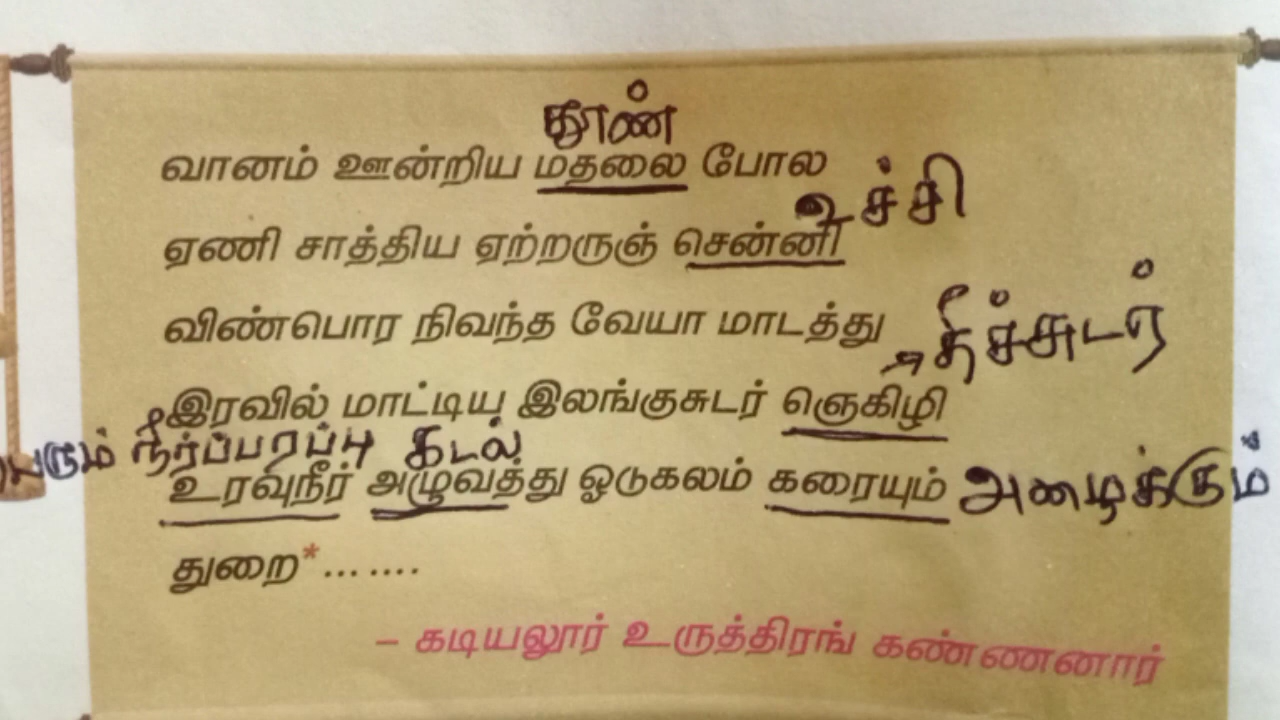 தூண்
வானம் ஊன்றிய மதலை போல
உச்சி
ஏணி சாத்திய ஏற்றருஞ் சென்னி
விண்பொர நிவந்த வேயா மாடத்து
தீச்சுடர்
இரவில் மாட்டிய இலங்குசுடர் ஞெகிழி
நீர்ப்பரப்பு கடல்
உரவுநீர் அழுவத்து ஓடுகலம் கரையும் அழைக்கும்
துறை*.......
– கடியலூர் உருத்திரங் கண்ணனார்